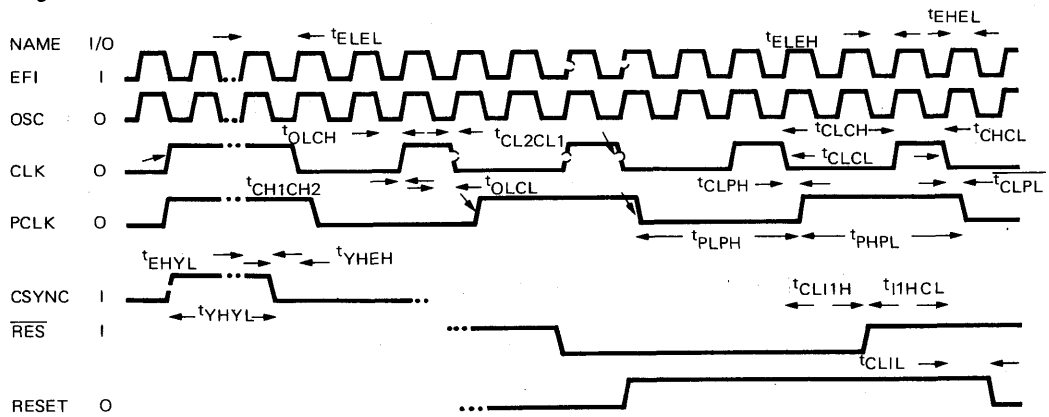 NAME I/O tELEL tELEH tEHEL
EFI I
OSC O
tOLCH tCL2CL1 tCLCH tCHCL
CLK O tCLCL
tCH1CH2 tOLCL tCLPH tCLPL
PCLK O
tPLPH tPHPL
tEHYL tYHEH
CSYNC I tCLI1H tI1HCL
tYHYL
RES I
tCLIL
RESET O